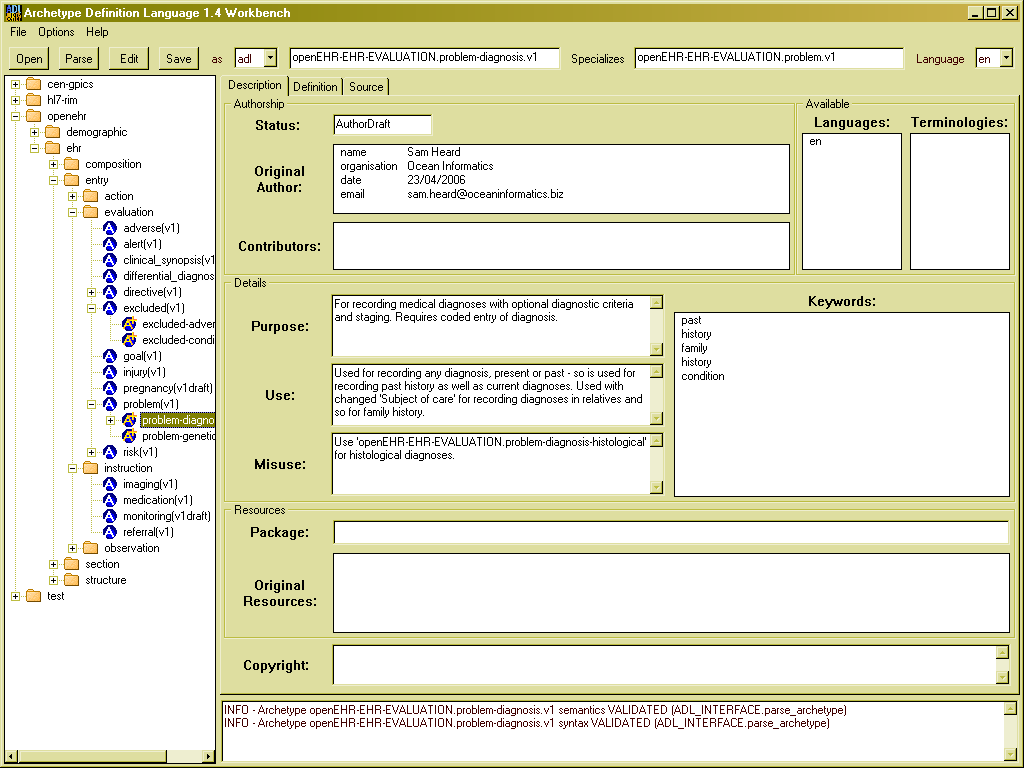 Archetype Definition Language 1.4 Workbench
File Options Help
Open Parse Edit Save as adl openEHR-EHR-EVALUATION.problem-diagnosis.v1 Specializes openEHR-EHR-EVALUATION.problem.v1 Language en
cen-gpics
hl7-rim
openehr
demographic
ehr
composition
entry
action
evaluation
adverse(v1)
alert(v1)
clinical_synopsis(v1
differential_diagnos
directive(v1)
excluded(v1)
excluded-adver
excluded-condi
goal(v1)
injury(v1)
pregnancy(v1draft)
problem(v1)
problem-diagno
problem-genetic
risk(v1)
instruction
imaging(v1)
medication(v1)
monitoring(v1draft)
referral(v1)
observation
section
structure
test
Description Definition Source
Authorship
Status: AuthorDraft
Original Author:
name Sam Heard
organisation Ocean Informatics
date 23/04/2006
email sam.heard@oceaninformatics.biz
Contributors:
Available
Languages: Terminologies:
en
Details
Purpose:
For recording medical diagnoses with optional diagnostic criteria
and staging. Requires coded entry of diagnosis.
Use:
Used for recording any diagnosis, present or past - so is used for
recording past history as well as current diagnoses. Used with
changed 'Subject of care' for recording diagnoses in relatives and
so for family history.
Misuse:
Use 'openEHR-EHR-EVALUATION.problem-diagnosis-histological'
for histological diagnoses.
Keywords:
past
history
family
history
condition
Resources
Package:
Original
Resources:
Copyright:
INFO - Archetype openEHR-EHR-EVALUATION.problem-diagnosis.v1 semantics VALIDATED (ADL_INTERFACE.parse_archetype)
INFO - Archetype openEHR-EHR-EVALUATION.problem-diagnosis.v1 syntax VALIDATED (ADL_INTERFACE.parse_archetype)